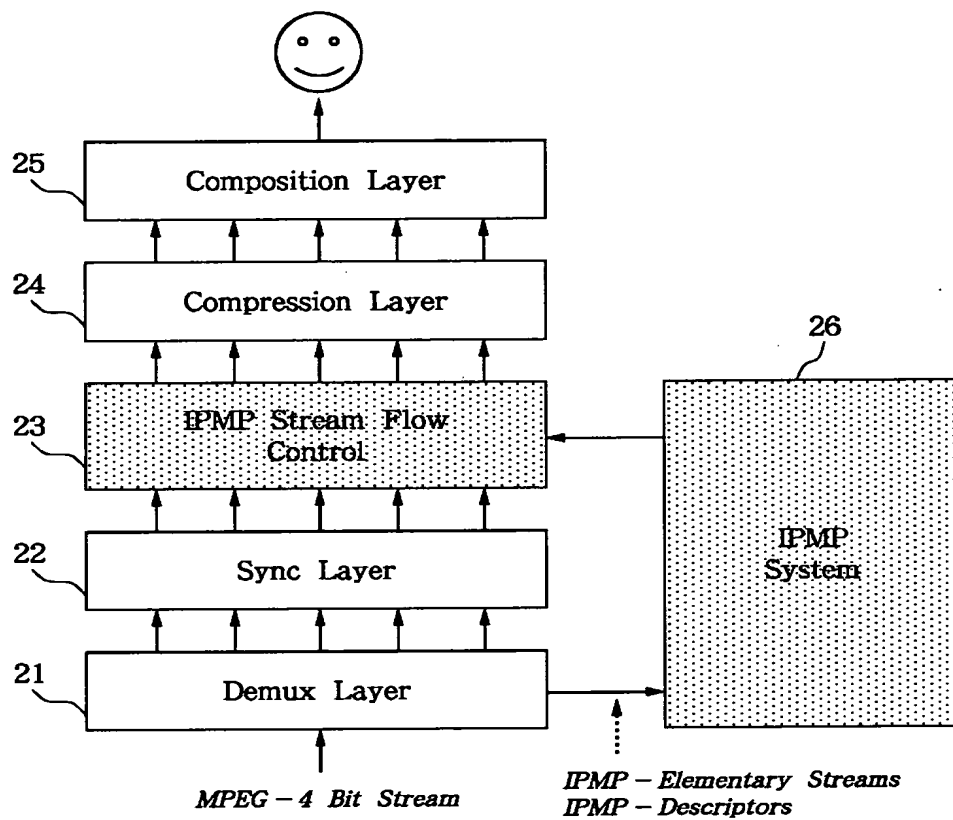 25
Composition Layer
24
Compression Layer
26
23
IPMP Stream Flow
Control
22
Sync Layer
IPMP
System
21
Demux Layer
MPEG-4 Bit Stream
IPMP-Elementary Streams
IPMP-Descriptors